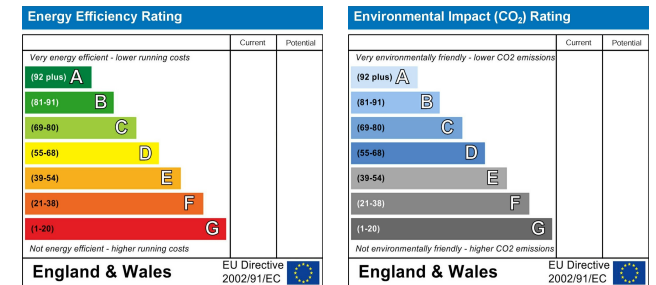 Energy Efficiency Rating
Current Potential
Very energy efficient - lower running costs
(92 plus) A
(81-91) B
(69-80) C
(55-68) D
(39-54) E
(21-38) F
(1-20) G
Not energy efficient - higher running costs
England & Wales
EU Directive
2002/91/EC
Environmental Impact (CO₂) Rating
Current Potential
Very environmentally friendly - lower CO2 emissions
(92 plus) A
(81-91) B
(69-80) C
(55-68) D
(39-54) E
(21-38) F
(1-20) G
Not environmentally friendly - higher CO2 emissions
England & Wales
EU Directive
2002/91/EC